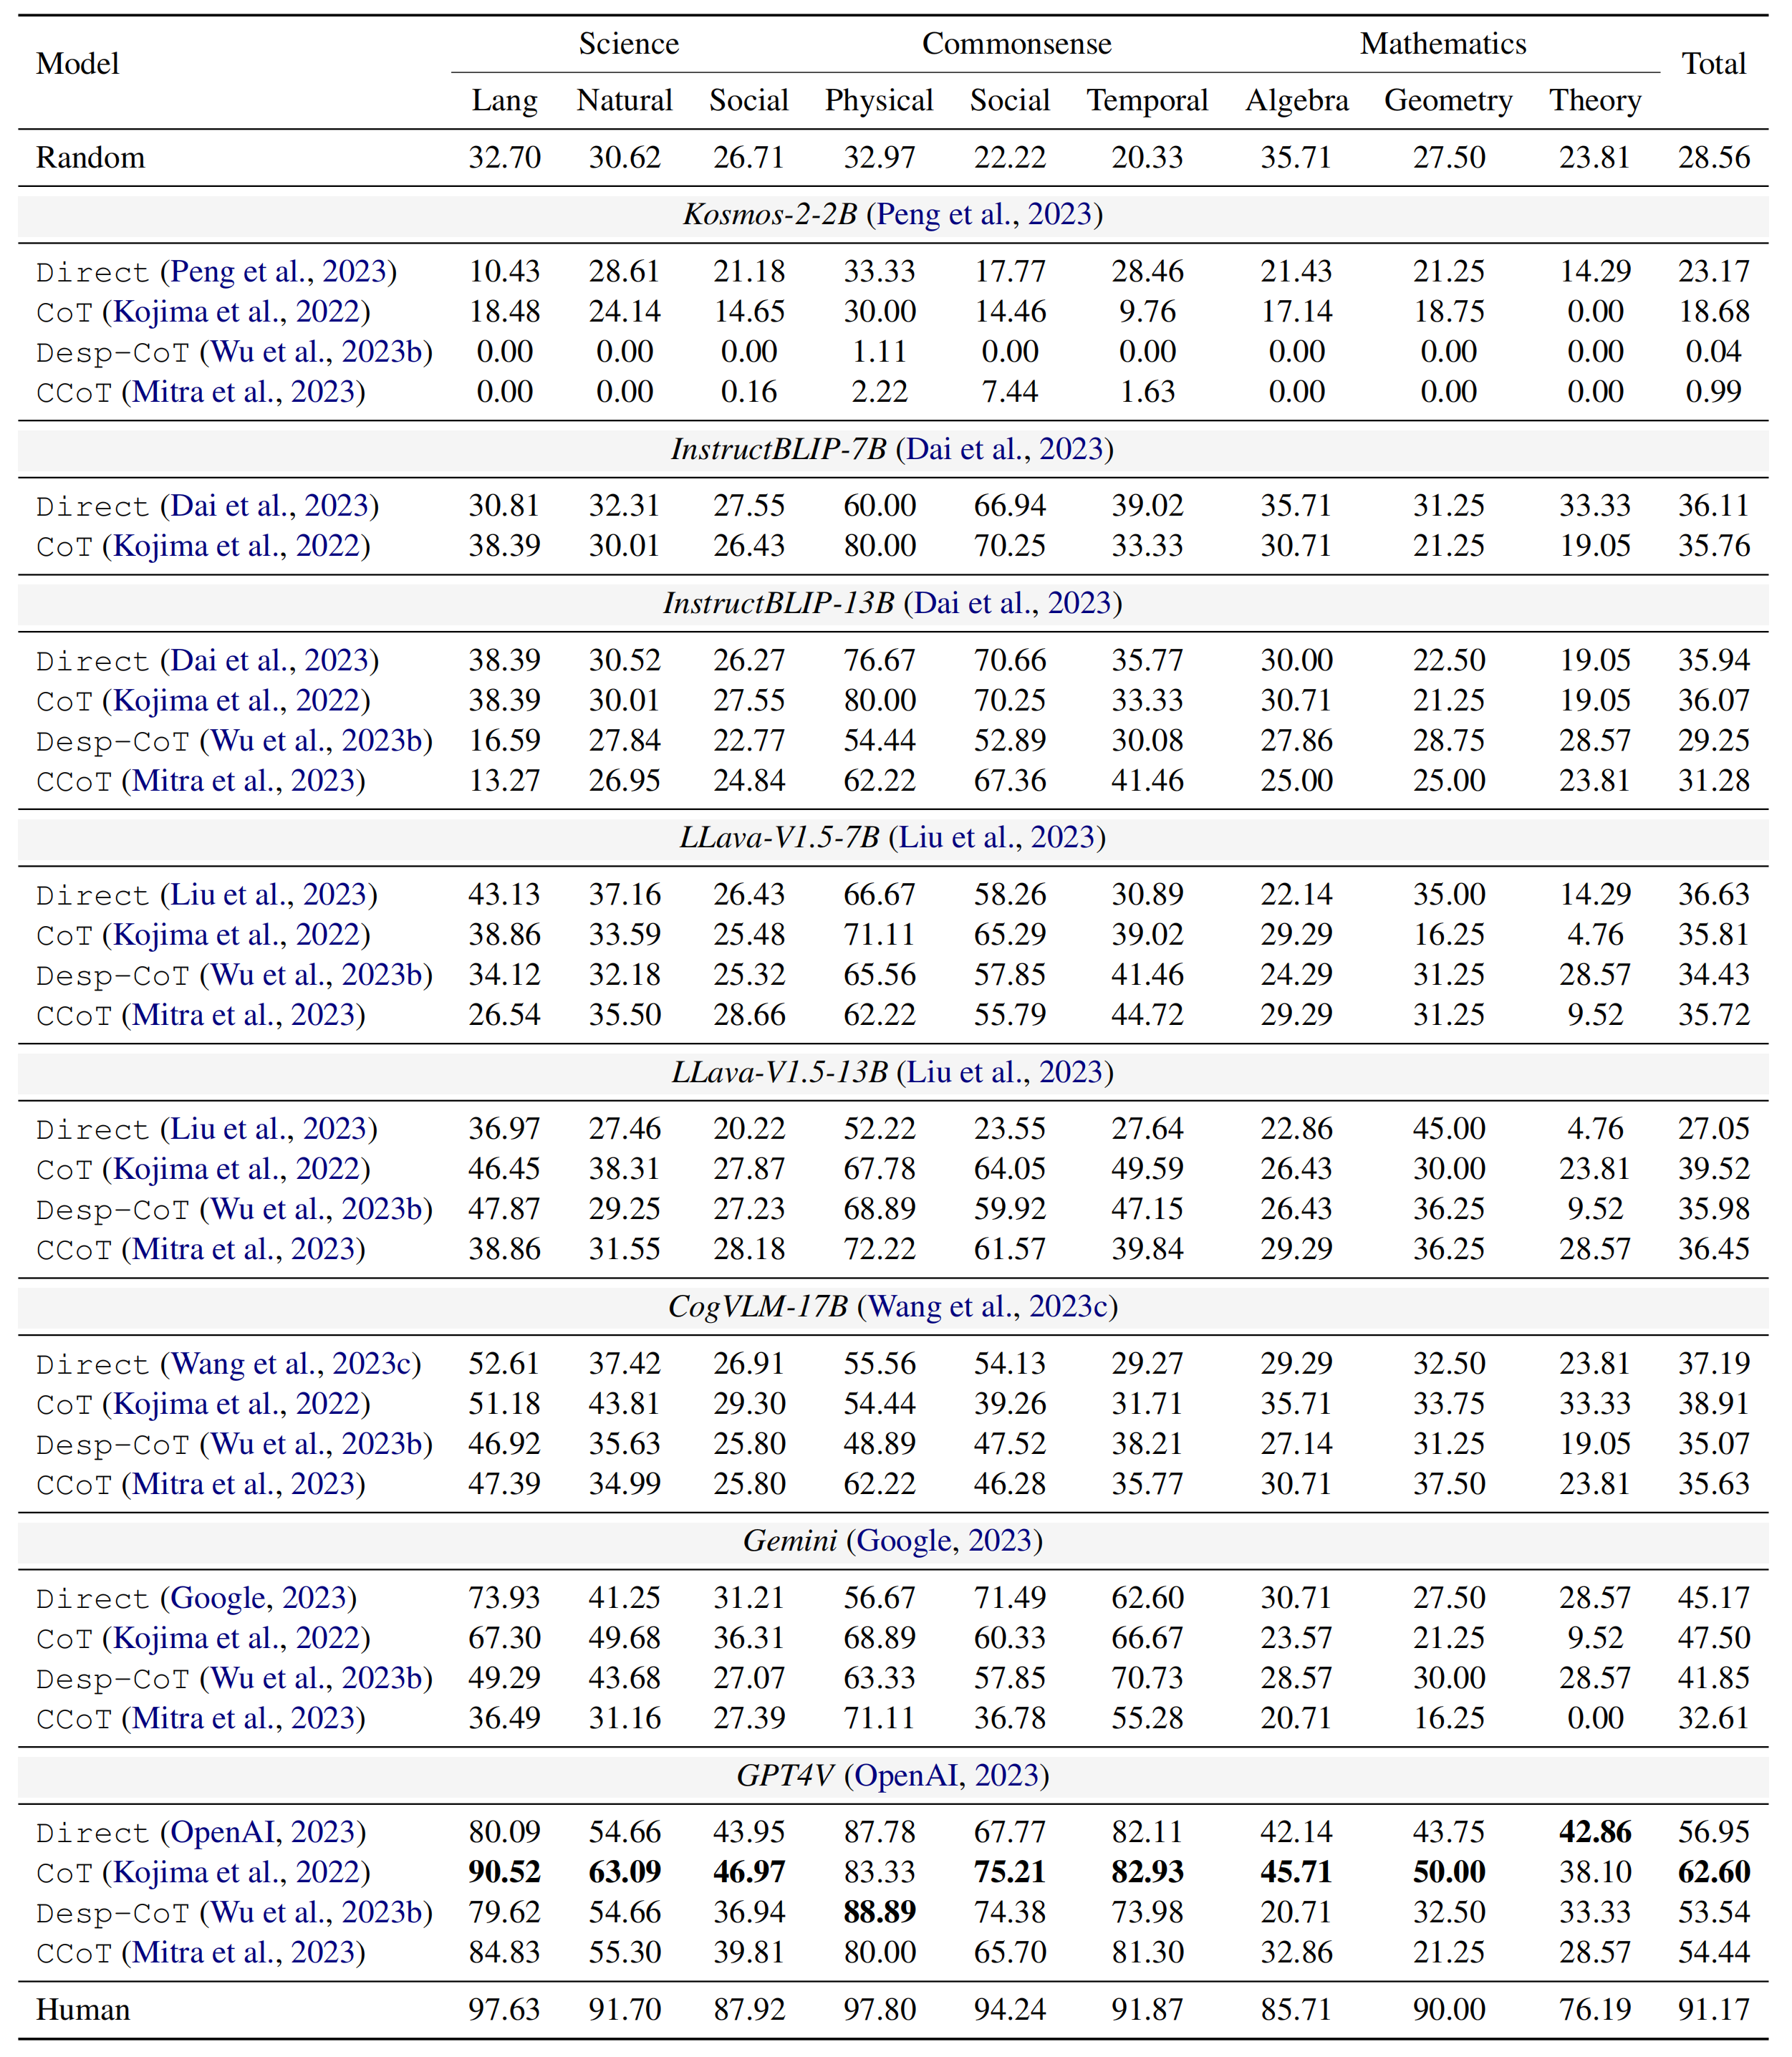 Model Science Commonsense Mathematics Total
Lang Natural Social Physical Social Temporal Algebra Geometry Theory
Random 32.70 30.62 26.71 32.97 22.22 20.33 35.71 27.50 23.81 28.56
Kosmos-2-2B (Peng et al., 2023)
Direct (Peng et al., 2023) 10.43 28.61 21.18 33.33 17.77 28.46 21.43 21.25 14.29 23.17
CoT (Kojima et al., 2022) 18.48 24.14 14.65 30.00 14.46 9.76 17.14 18.75 0.00 18.68
Desp-CoT (Wu et al., 2023b) 0.00 0.00 0.00 1.11 0.00 0.00 0.00 0.00 0.00 0.04
CCoT (Mitra et al., 2023) 0.00 0.00 0.16 2.22 7.44 1.63 0.00 0.00 0.00 0.99
InstructBLIP-7B (Dai et al., 2023)
Direct (Dai et al., 2023) 30.81 32.31 27.55 60.00 66.94 39.02 35.71 31.25 33.33 36.11
CoT (Kojima et al., 2022) 38.39 30.01 26.43 80.00 70.25 33.33 30.71 21.25 19.05 35.76
InstructBLIP-13B (Dai et al., 2023)
Direct (Dai et al., 2023) 38.39 30.52 26.27 76.67 70.66 35.77 30.00 22.50 19.05 35.94
CoT (Kojima et al., 2022) 38.39 30.01 27.55 80.00 70.25 33.33 30.71 21.25 19.05 36.07
Desp-CoT (Wu et al., 2023b) 16.59 27.84 22.77 54.44 52.89 30.08 27.86 28.75 28.57 29.25
CCoT (Mitra et al., 2023) 13.27 26.95 24.84 62.22 67.36 41.46 25.00 25.00 23.81 31.28
LLava-V1.5-7B (Liu et al., 2023)
Direct (Liu et al., 2023) 43.13 37.16 26.43 66.67 58.26 30.89 22.14 35.00 14.29 36.63
CoT (Kojima et al., 2022) 38.86 33.59 25.48 71.11 65.29 39.02 29.29 16.25 4.76 35.81
Desp-CoT (Wu et al., 2023b) 34.12 32.18 25.32 65.56 57.85 41.46 24.29 31.25 28.57 34.43
CCoT (Mitra et al., 2023) 26.54 35.50 28.66 62.22 55.79 44.72 29.29 31.25 9.52 35.72
LLava-V1.5-13B (Liu et al., 2023)
Direct (Liu et al., 2023) 36.97 27.46 20.22 52.22 23.55 27.64 22.86 45.00 4.76 27.05
CoT (Kojima et al., 2022) 46.45 38.31 27.87 67.78 64.05 49.59 26.43 30.00 23.81 39.52
Desp-CoT (Wu et al., 2023b) 47.87 29.25 27.23 68.89 59.92 47.15 26.43 36.25 9.52 35.98
CCoT (Mitra et al., 2023) 38.86 31.55 28.18 72.22 61.57 39.84 29.29 36.25 28.57 36.45
CogVLM-17B (Wang et al., 2023c)
Direct (Wang et al., 2023c) 52.61 37.42 26.91 55.56 54.13 29.27 29.29 32.50 23.81 37.19
CoT (Kojima et al., 2022) 51.18 43.81 29.30 54.44 39.26 31.71 35.71 33.75 33.33 38.91
Desp-CoT (Wu et al., 2023b) 46.92 35.63 25.80 48.89 47.52 38.21 27.14 31.25 19.05 35.07
CCoT (Mitra et al., 2023) 47.39 34.99 25.80 62.22 46.28 35.77 30.71 37.50 23.81 35.63
Gemini (Google, 2023)
Direct (Google, 2023) 73.93 41.25 31.21 56.67 71.49 62.60 30.71 27.50 28.57 45.17
CoT (Kojima et al., 2022) 67.30 49.68 36.31 68.89 60.33 66.67 23.57 21.25 9.52 47.50
Desp-CoT (Wu et al., 2023b) 49.29 43.68 27.07 63.33 57.85 70.73 28.57 30.00 28.57 41.85
CCoT (Mitra et al., 2023) 36.49 31.16 27.39 71.11 36.78 55.28 20.71 16.25 0.00 32.61
GPT4V (OpenAI, 2023)
Direct (OpenAI, 2023) 80.09 54.66 43.95 87.78 67.77 82.11 42.14 43.75 42.86 56.95
CoT (Kojima et al., 2022) 90.52 63.09 46.97 83.33 75.21 82.93 45.71 50.00 38.10 62.60
Desp-CoT (Wu et al., 2023b) 79.62 54.66 36.94 88.89 74.38 73.98 20.71 32.50 33.33 53.54
CCoT (Mitra et al., 2023) 84.83 55.30 39.81 80.00 65.70 81.30 32.86 21.25 28.57 54.44
Human 97.63 91.70 87.92 97.80 94.24 91.87 85.71 90.00 76.19 91.17